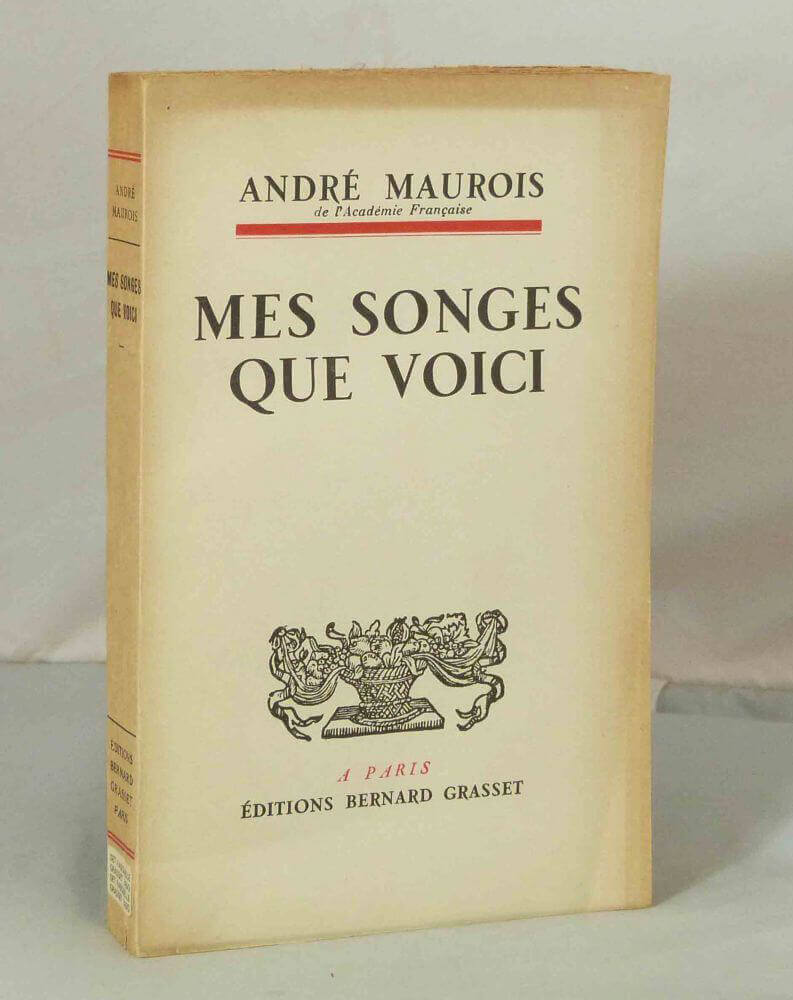 ANDRÉ MAUROIS
de l'Académie Française
MES SONGES
QUE VOICI
A PARIS
ÉDITIONS BERNARD GRASSET
ANDRÉ
MAUROIS
MES SONGES
QUE VOICI
ÉDITIONS
BERNARD
GRASSET
PARIS